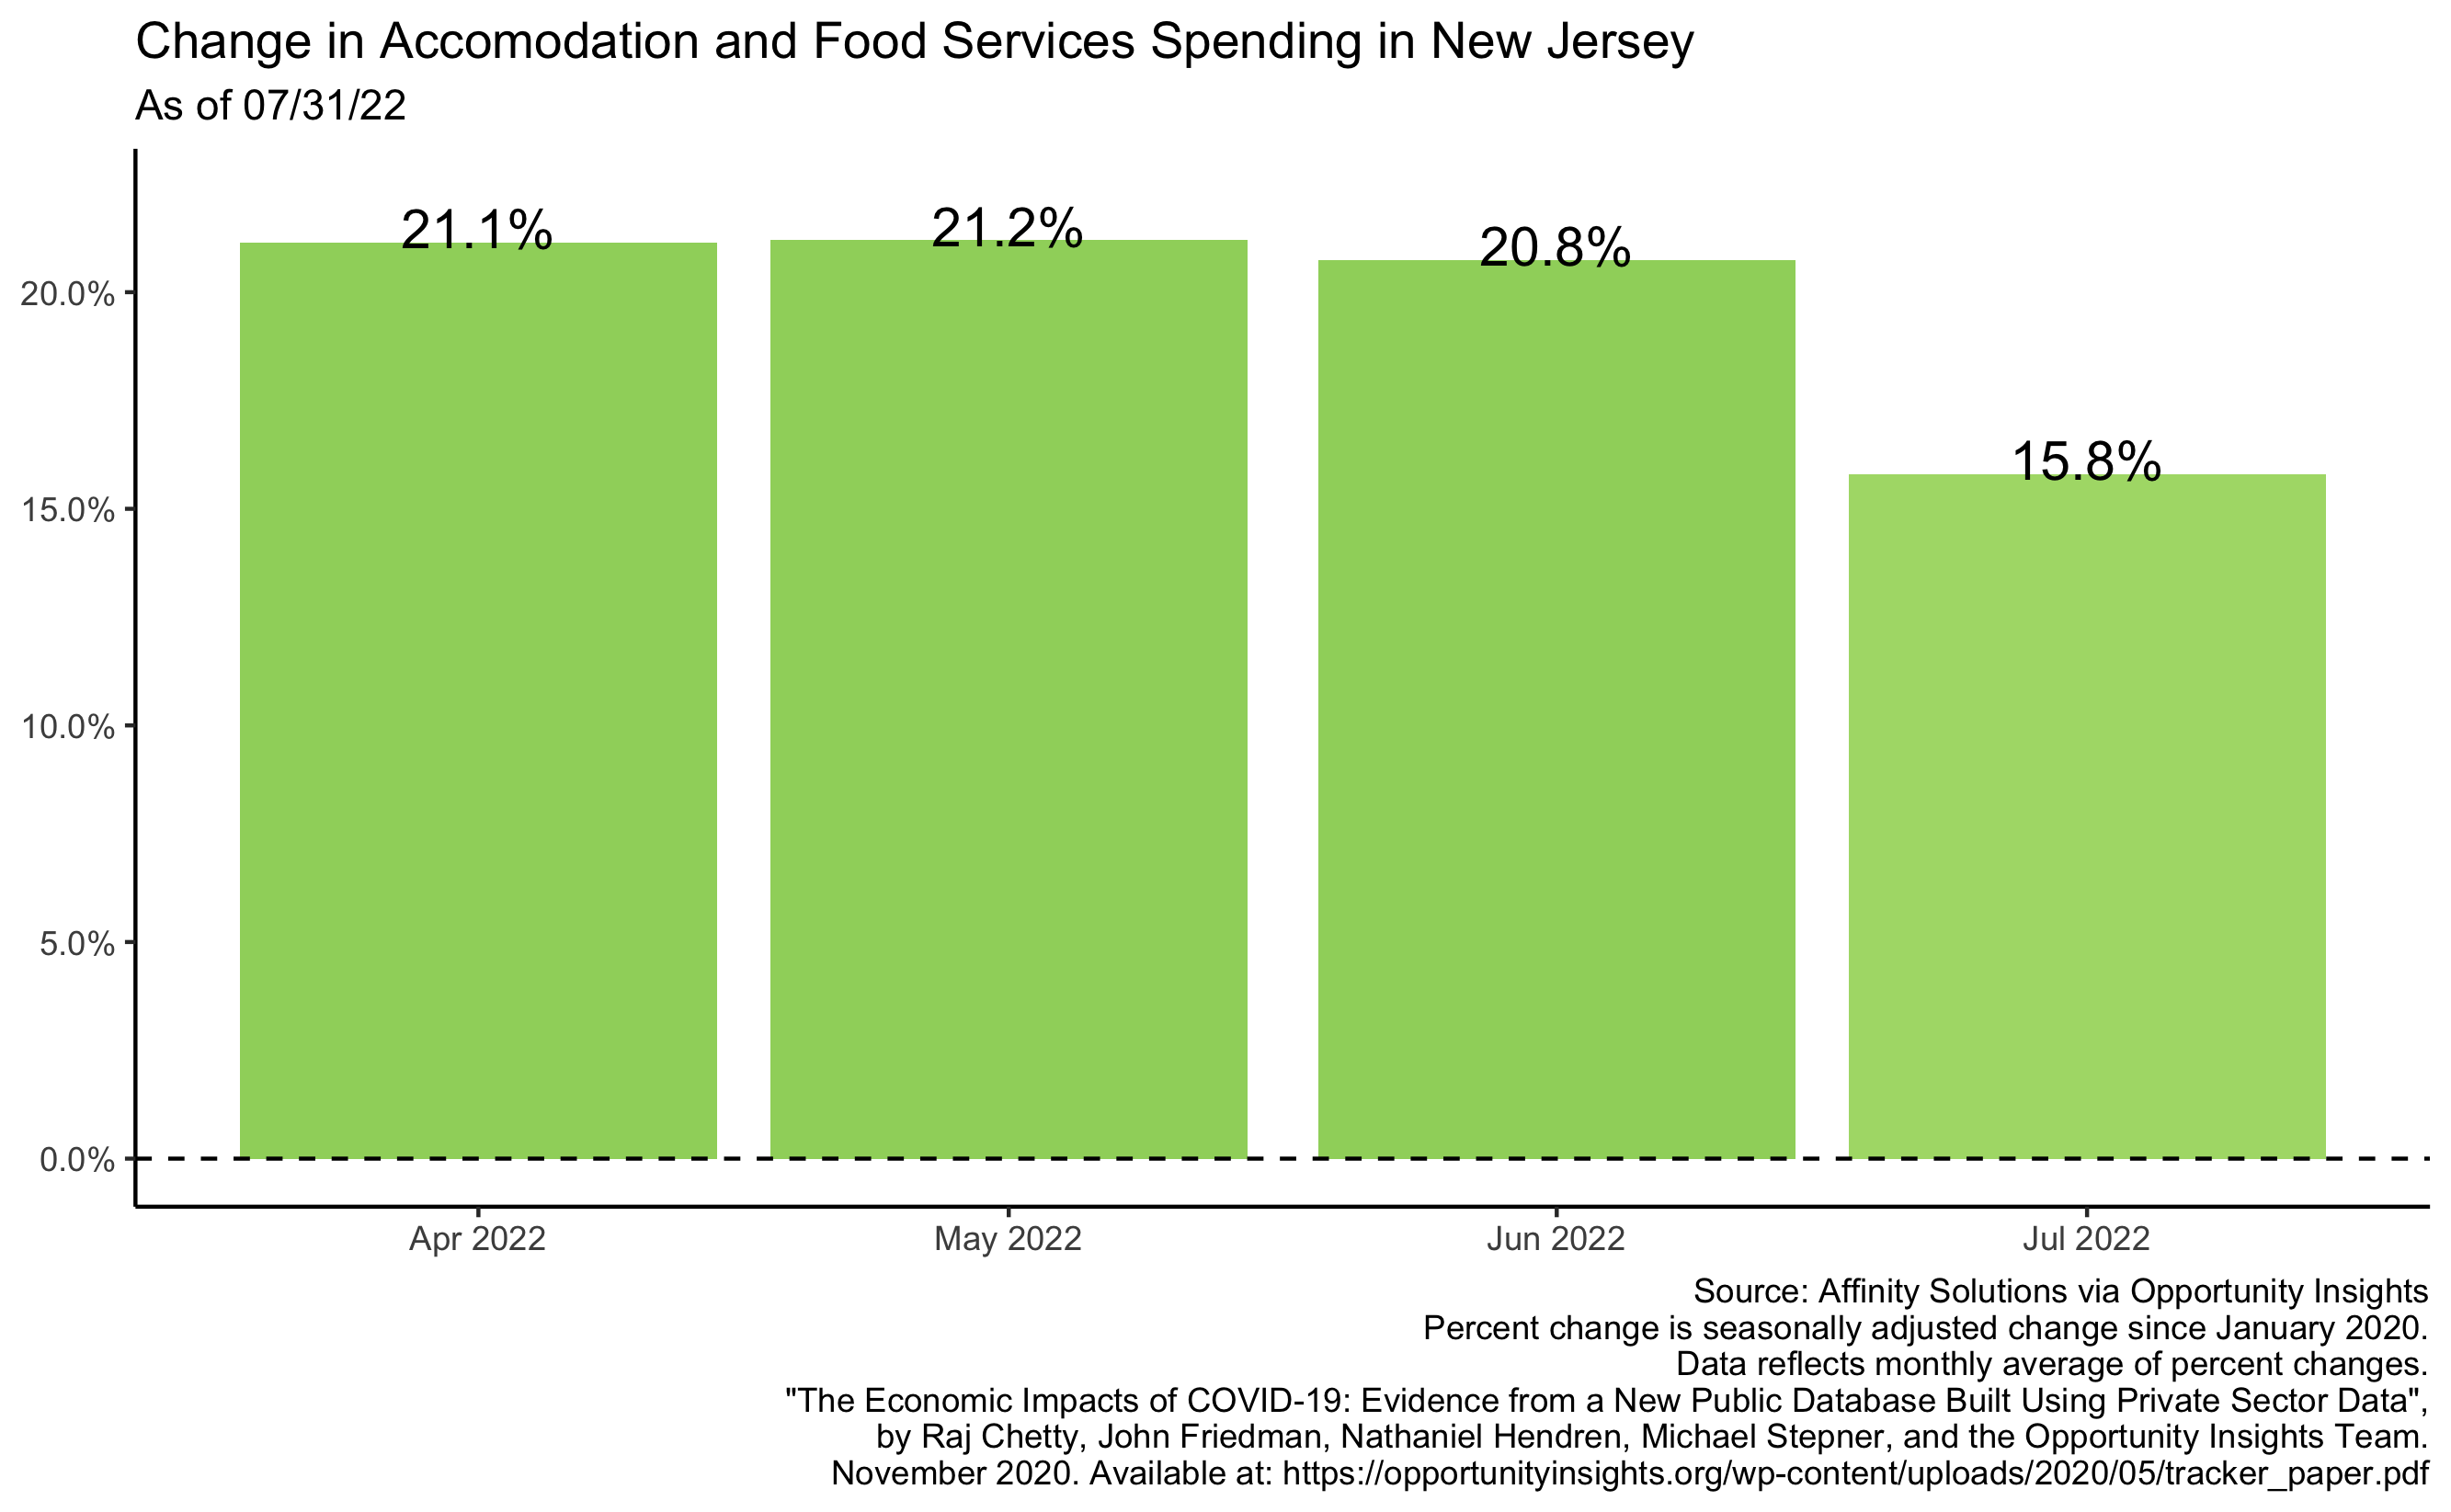 Change in Accomodation and Food Services Spending in New Jersey
As of 07/31/22
21.1%
21.2%
20.8%
15.8%
20.0%
15.0%
10.0%
5.0%
0.0%
Apr 2022
May 2022
Jun 2022
Jul 2022
Source: Affinity Solutions via Opportunity Insights
Percent change is seasonally adjusted change since January 2020.
Data reflects monthly average of percent changes.
"The Economic Impacts of COVID-19: Evidence from a New Public Database Built Using Private Sector Data",
by Raj Chetty, John Friedman, Nathaniel Hendren, Michael Stepner, and the Opportunity Insights Team.
November 2020. Available at: https://opportunityinsights.org/wp-content/uploads/2020/05/tracker_paper.pdf